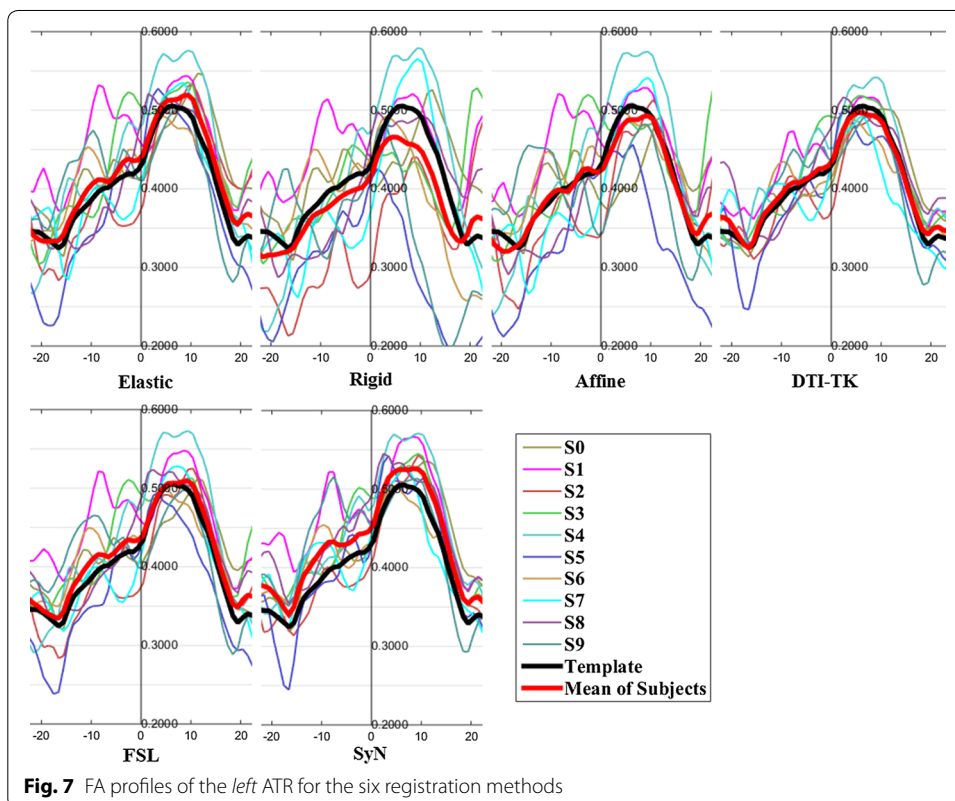 0.6000 0.6000 0.6000 0.6000
0.5000 0.5000 0.5000 0.5000
0.4000 0.4000 0.4000 0.4000
0.3000 0.3000 0.3000 0.3000
0.2000 0.2000 0.2000 0.2000
-20 -10 0 10 20 -20 -10 0 10 20 -20 -10 0 10 20 -20 -10 0 10 20
Elastic Rigid Affine DTI-TK
0.6000 0.6000
0.5000 0.5000
0.4000 0.4000
0.3000 0.3000
0.2000 0.2000
-20 -10 0 10 20 -20 -10 0 10 20
FSL SyN
S0
S1
S2
S3
S4
S5
S6
S7
S8
S9
Template
Mean of Subjects
Fig. 7 FA profiles of the left ATR for the six registration methods